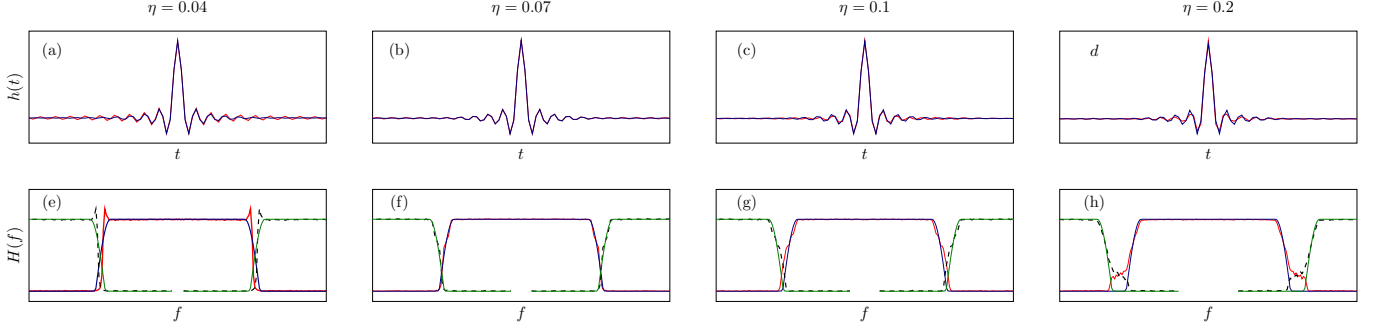 η = 0.04
η = 0.07
η = 0.1
η = 0.2
(a)
(b)
(c)
d
h(t)
t
t
t
t
(e)
(f)
(g)
(h)
H(f)
f
f
f
f